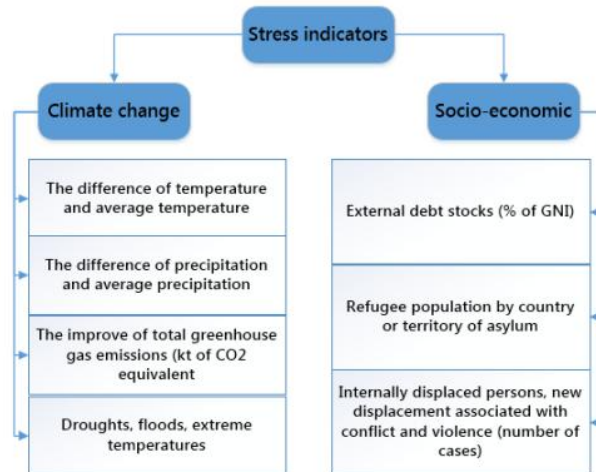 Stress indicators
Climate change
Socio-economic
The difference of temperature
and average temperature
The difference of precipitation
and average precipitation
The improve of total greenhouse
gas emissions (kt of CO2
equivalent
Droughts, floods, extreme
temperatures
External debt stocks (% of GNI)
Refugee population by country
or territory of asylum
Internally displaced persons, new
displacement associated with
conflict and violence (number of
cases)